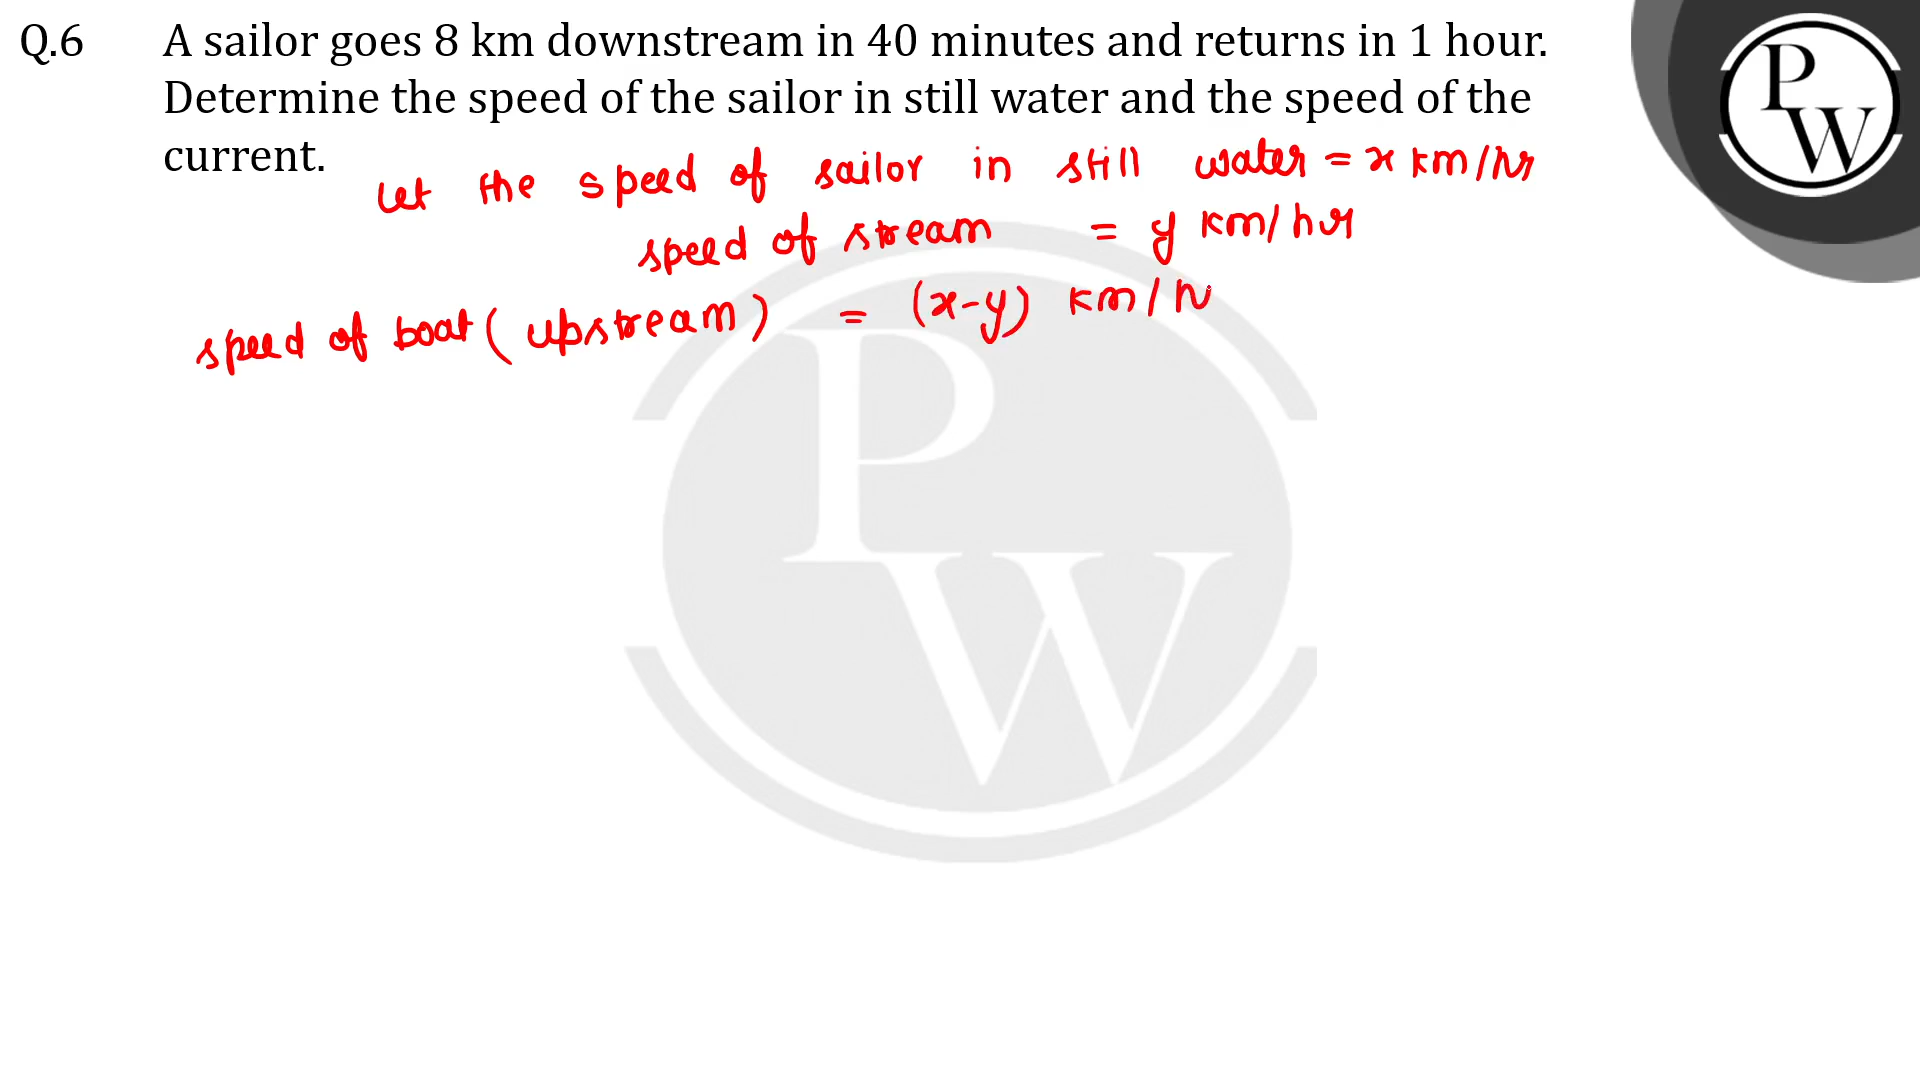 Q.6 A sailor goes 8 km downstream in 40 minutes and returns in 1 hour.
Determine the speed of the sailor in still water and the speed of the
current.
Let the speed of sailor in still water = x km/hr
speed of stream = y km/hr
speed of boat (upstream) = (x-y) km/h
P
W
P
W